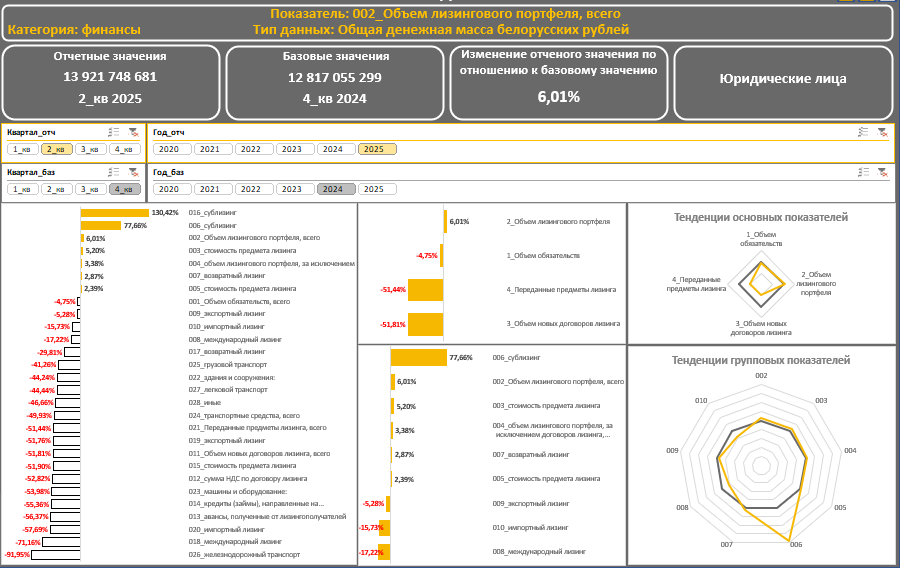 Показатель: 002_Объем лизингового портфеля, всего
Категория: финансы
Тип данных: Общая денежная масса белорусских рублей
Отчетные значения
13 921 748 681
2_кв 2025
Базовые значения
12 817 055 299
4_кв 2024
Изменение отченого значения по
отношению к базовому значению
6,01%
Юридические лица
Квартал_отч
1_кв 2_кв 3_кв 4_кв
Год_отч
2020 2021 2022 2023 2024 2025
Квартал_баз
1_кв 2_кв 3_кв 4_кв
Год_баз
2020 2021 2022 2023 2024 2025
130,42% 016_сублизинг
77,66% 006_сублизинг
6,01% 002_Объем лизингового портфеля, всего
5,20% 003_стоимость предмета лизинга
3,38% 004_объем лизингового портфеля, за исключением
2,87% 007_возвратный лизинг
2,39% 005_стоимость предмета лизинга
-4,75% 001_Объем обязательств, всего
-5,28% 009_экспортный лизинг
-15,73% 010_импортный лизинг
-17,22% 008_международный лизинг
-29,81% 017_возвратный лизинг
-41,26% 025_грузовой транспорт
-44,24% 022_здания и сооружения:
-44,44% 027_легковой транспорт
-46,66% 028_иные
-49,93% 024_транспортные средства, всего
-51,44% 021_Переданные предметы лизинга, всего
-51,76% 019_экспортный лизинг
-51,81% 011_Объем новых договоров лизинга, всего
-51,90% 015_стоимость предмета лизинга
-52,82% 012_сумма НДС по договору лизинга
-53,98% 023_машины и оборудование:
-55,36% 014_кредиты (займы), направленные на...
-56,37% 013_авансы, полученные от лизингополучателей
-57,69% 020_импортный лизинг
-71,16% 018_международный лизинг
-91,95% 026_железнодорожный транспорт
6,01% 2_Объем лизингового портфеля
-4,75% 1_Объем обязательств
-51,44% 4_Переданные предметы лизинга
-51,81% 3_Объем новых договоров лизинга
77,66% 006_сублизинг
6,01% 002_Объем лизингового портфеля, всего
5,20% 003_стоимость предмета лизинга
3,38% 004_объем лизингового портфеля, за
исключением договоров лизинга,...
2,87% 007_возвратный лизинг
2,39% 005_стоимость предмета лизинга
-5,28% 009_экспортный лизинг
-15,73% 010_импортный лизинг
-17,22% 008_международный лизинг
Тенденции основных показателей
1_Объем
обязательств
2_Объем
лизингового
портфеля
3_Объем новых
договоров лизинга
4_Переданные
предметы лизинга
Тенденции групповых показателей
002
003
004
005
006
007
008
009
010